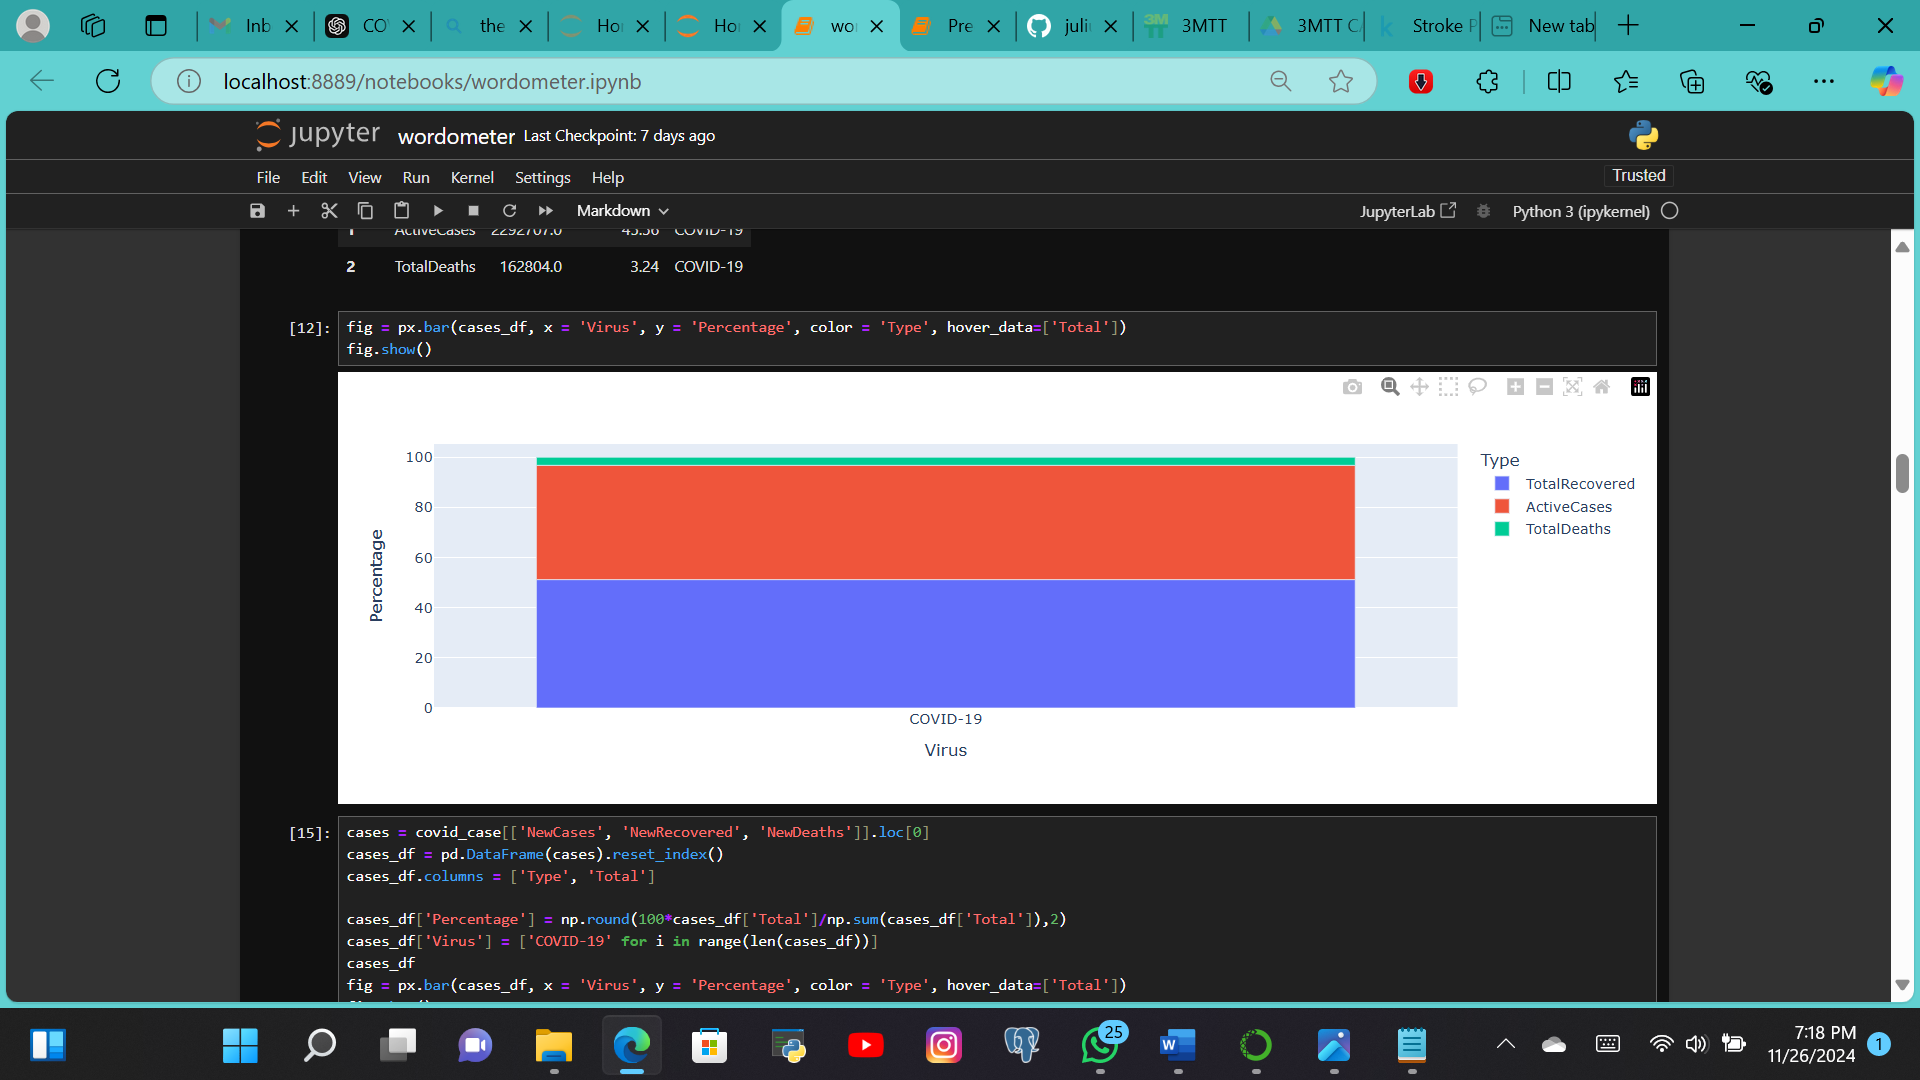 Inb
CO
the
Ho
Ho
wo
Pre
juli
3MTT
3MTT C
Stroke P
New tab
localhost:8889/notebooks/wordometer.ipynb
jupyter wordometer Last Checkpoint: 7 days ago
File Edit View Run Kernel Settings Help
Trusted
Markdown
JupyterLab
Python 3 (ipykernel)
1 ActiveCases 2292707.0 45.56 COVID-19
2 TotalDeaths 162804.0 3.24 COVID-19
[12]:
fig = px.bar(cases_df, x = 'Virus', y = 'Percentage', color = 'Type', hover_data=['Total'])
fig.show()
100
80
60
40
20
0
Percentage
COVID-19
Virus
Type
TotalRecovered
ActiveCases
TotalDeaths
[15]:
cases = covid_case[['NewCases', 'NewRecovered', 'NewDeaths']].loc[0]
cases_df = pd.DataFrame(cases).reset_index()
cases_df.columns = ['Type', 'Total']
cases_df['Percentage'] = np.round(100*cases_df['Total']/np.sum(cases_df['Total']),2)
cases_df['Virus'] = ['COVID-19' for i in range(len(cases_df))]
cases_df
fig = px.bar(cases_df, x = 'Virus', y = 'Percentage', color = 'Type', hover_data=['Total'])
25
7:18 PM
11/26/2024
1